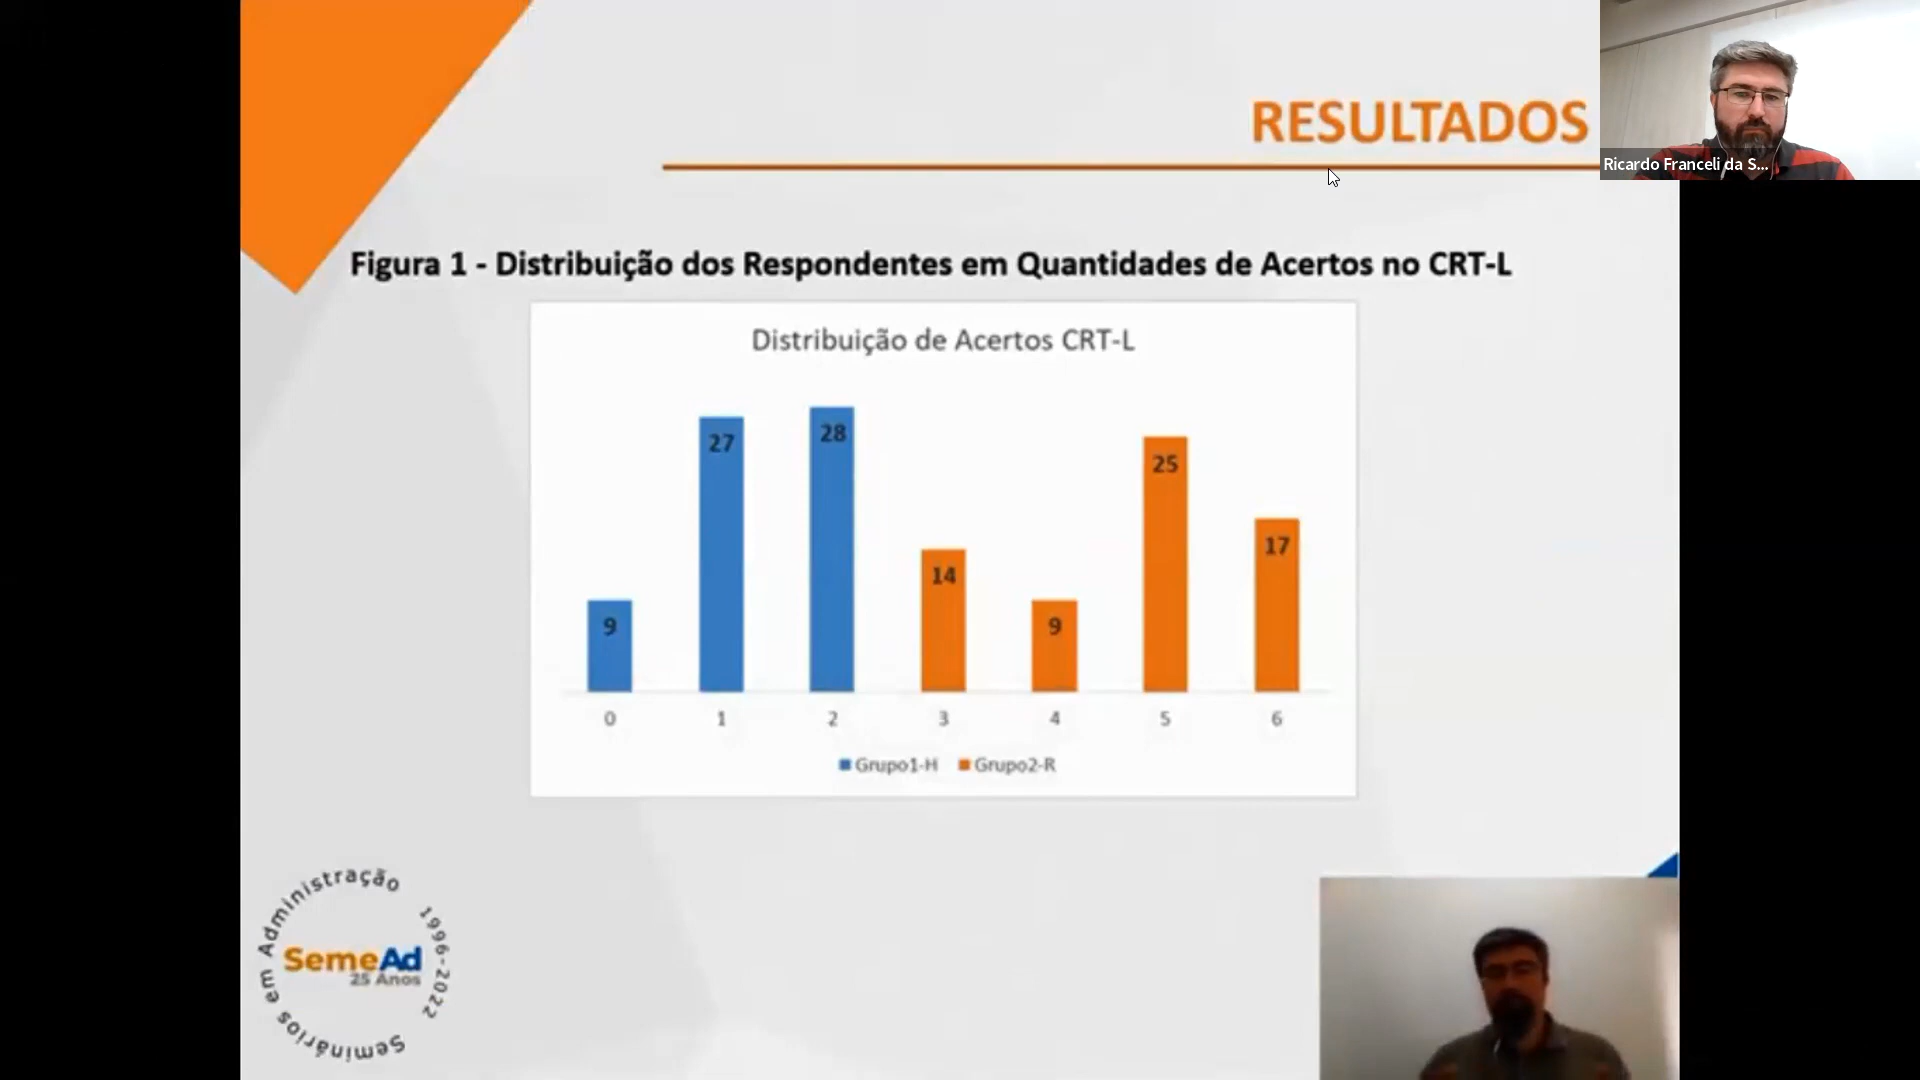 RESULTADOS
Ricardo Franceli da S...
Figura 1 - Distribuição dos Respondentes em Quantidades de Acertos no CRT-L
Distribuição de Acertos CRT-L
9
27
28
14
9
25
17
0 1 2 3 4 5 6
Grupo1-H Grupo2-R
Seminários em Administração 1996-2022
SemeAd
25 Anos